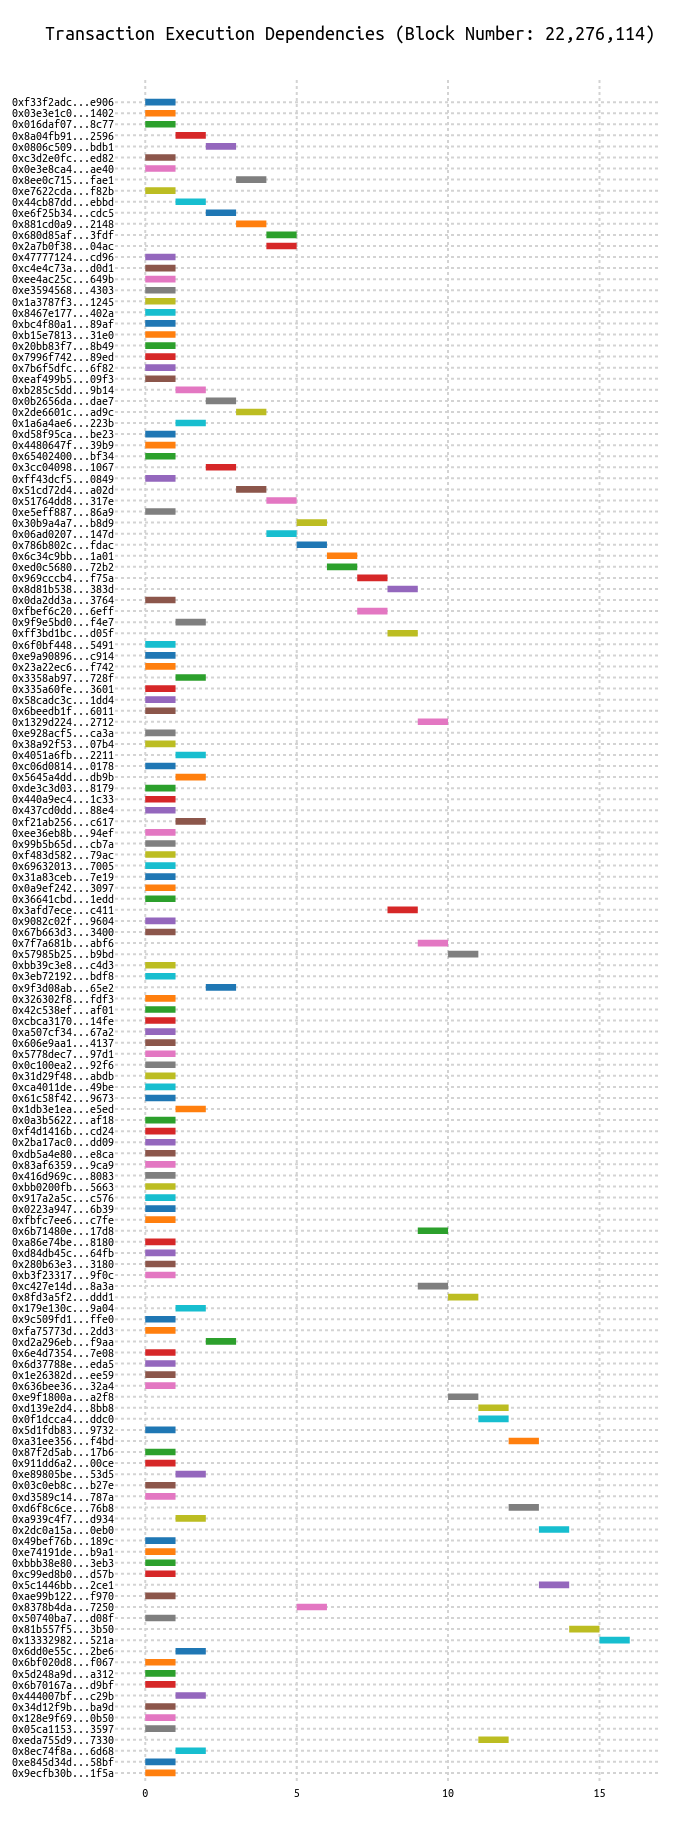 Transaction Execution Dependencies (Block Number: 22,276,114)
0xf33f2adc...e906
0x03e3e1c0...1402
0x016daf07...8c77
0x8a04fb91...2596
0x0806c509...bdb1
0xc3d2e0fc...ed82
0x0e3e8ca4...ae40
0x8ee0c715...fae1
0xe7622cda...f82b
0x44cb87dd...ebbd
0xe6f25b34...cdc5
0x881cd0a9...2148
0x680d85af...3fdf
0x2a7b0f38...04ac
0x47777124...cd96
0xc4e4c73a...d0d1
0xee4ac25c...649b
0xe3594568...4303
0x1a3787f3...1245
0x8467e177...402a
0xbc4f80a1...89af
0xb15e7813...31e0
0x20bb83f7...8b49
0x7996f742...89ed
0x7b6f5dfc...6f82
0xeaf499b5...09f3
0xb285c5dd...9b14
0x0b2656da...dae7
0x2de6601c...ad9c
0x1a6a4ae6...223b
0xd58f95ca...be23
0x4480647f...39b9
0x65402400...bf34
0x3cc04098...1067
0xff43dcf5...0849
0x51cd72d4...a02d
0x51764dd8...317e
0xe5eff887...86a9
0x30b9a4a7...b8d9
0x06ad0207...147d
0x786b802c...fdac
0x6c34c9bb...1a01
0xed0c5680...72b2
0x969cccb4...f75a
0x8d81b538...383d
0x0da2dd3a...3764
0xfbef6c20...6eff
0x9f9e5bd0...f4e7
0xff3bd1bc...d05f
0x6f0bf448...5491
0xe9a90896...c914
0x23a22ec6...f742
0x3358ab97...728f
0x335a60fe...3601
0x58cadc3c...1dd4
0x6beedb1f...6011
0x1329d224...2712
0xe928acf5...ca3a
0x38a92f53...07b4
0x4051a6fb...2211
0xc06d0814...0178
0x5645a4dd...db9b
0xde3c3d03...8179
0x440a9ec4...1c33
0x437cd0dd...88e4
0xf21ab256...c617
0xee36eb8b...94ef
0x99b5b65d...cb7a
0xf483d582...79ac
0x69632013...7005
0x31a83ceb...7e19
0x0a9ef242...3097
0x36641cbd...1edd
0x3afd7ece...c411
0x9082c02f...9604
0x67b663d3...3400
0x7f7a681b...abf6
0x57985b25...b9bd
0xbb39c3e8...c4d3
0x3eb72192...bdf8
0x9f3d08ab...65e2
0x326302f8...fdf3
0x42c538ef...af01
0xcbca3170...14fe
0xa507cf34...67a2
0x606e9aa1...4137
0x5778dec7...97d1
0x0c100ea2...92f6
0x31d29f48...abdb
0xca4011de...49be
0x61c58f42...9673
0x1db3e1ea...e5ed
0x0a3b5622...af18
0xf4d1416b...cd24
0x2ba17ac0...dd09
0xdb5a4e80...e8ca
0x83af6359...9ca9
0x416d969c...8083
0xbb0200fb...5663
0x917a2a5c...c576
0x0223a947...6b39
0xfbfc7ee6...c7fe
0x6b71480e...17d8
0xa86e74be...8180
0xd84db45c...64fb
0x280b63e3...3180
0xb3f23317...9f0c
0xc427e14d...8a3a
0x8fd3a5f2...ddd1
0x179e130c...9a04
0x9c509fd1...ffe0
0xfa75773d...2dd3
0xd2a296eb...f9aa
0x6e4d7354...7e08
0x6d37788e...eda5
0x1e26382d...ee59
0x636bee36...32a4
0xe9f1800a...a2f8
0xd139e2d4...8bb8
0x0f1dcca4...ddc0
0x5d1fdb83...9732
0xa31ee356...f4bd
0x87f2d5ab...17b6
0x911dd6a2...00ce
0xe89805be...53d5
0x03c0eb8c...b27e
0xd3589c14...787a
0xd6f8c6ce...76b8
0xa939c4f7...d934
0x2dc0a15a...0eb0
0x49bef76b...189c
0xe74191de...b9a1
0xbbb38e80...3eb3
0xc99ed8b0...d57b
0x5c1446bb...2ce1
0xae99b122...f970
0x8378b4da...7250
0x50740ba7...d08f
0x81b557f5...3b50
0x13332982...521a
0x6dd0e55c...2be6
0x6bf020d8...f067
0x5d248a9d...a312
0x6b70167a...d9bf
0x444007bf...c29b
0x34d12f9b...ba9d
0x128e9f69...0b50
0x05ca1153...3597
0xeda755d9...7330
0x8ec74f8a...6d68
0xe845d34d...58bf
0x9ecfb30b...1f5a
0 5 10 15